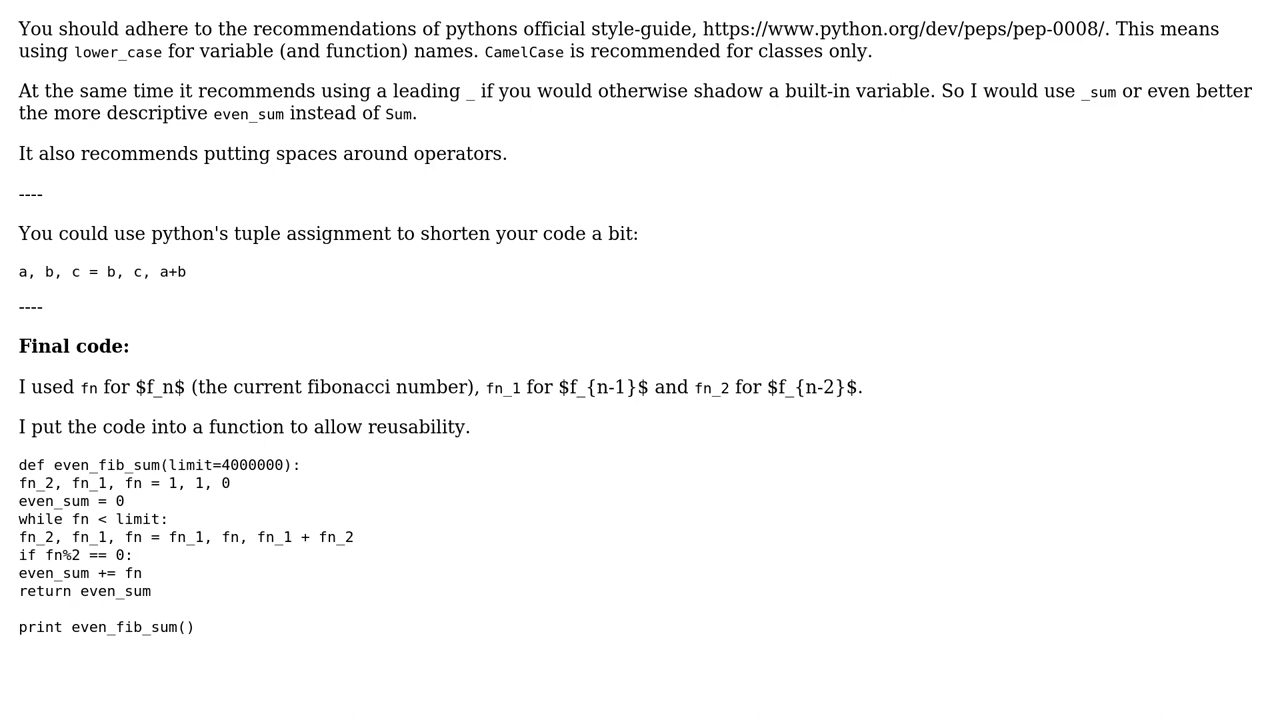 You should adhere to the recommendations of pythons official style-guide, https://www.python.org/dev/peps/pep-0008/. This means
using lower_case for variable (and function) names. CamelCase is recommended for classes only.
At the same time it recommends using a leading _ if you would otherwise shadow a built-in variable. So I would use _sum or even better
the more descriptive even_sum instead of Sum.
It also recommends putting spaces around operators.
----
You could use python's tuple assignment to shorten your code a bit:
a, b, c = b, c, a+b
----
Final code:
I used fn for $f_n$ (the current fibonacci number), fn_1 for $f_{n-1}$ and fn_2 for $f_{n-2}$.
I put the code into a function to allow reusability.
def even_fib_sum(limit=4000000):
fn_2, fn_1, fn = 1, 1, 0
even_sum = 0
while fn < limit:
fn_2, fn_1, fn = fn_1, fn, fn_1 + fn_2
if fn%2 == 0:
even_sum += fn
return even_sum
print even_fib_sum()